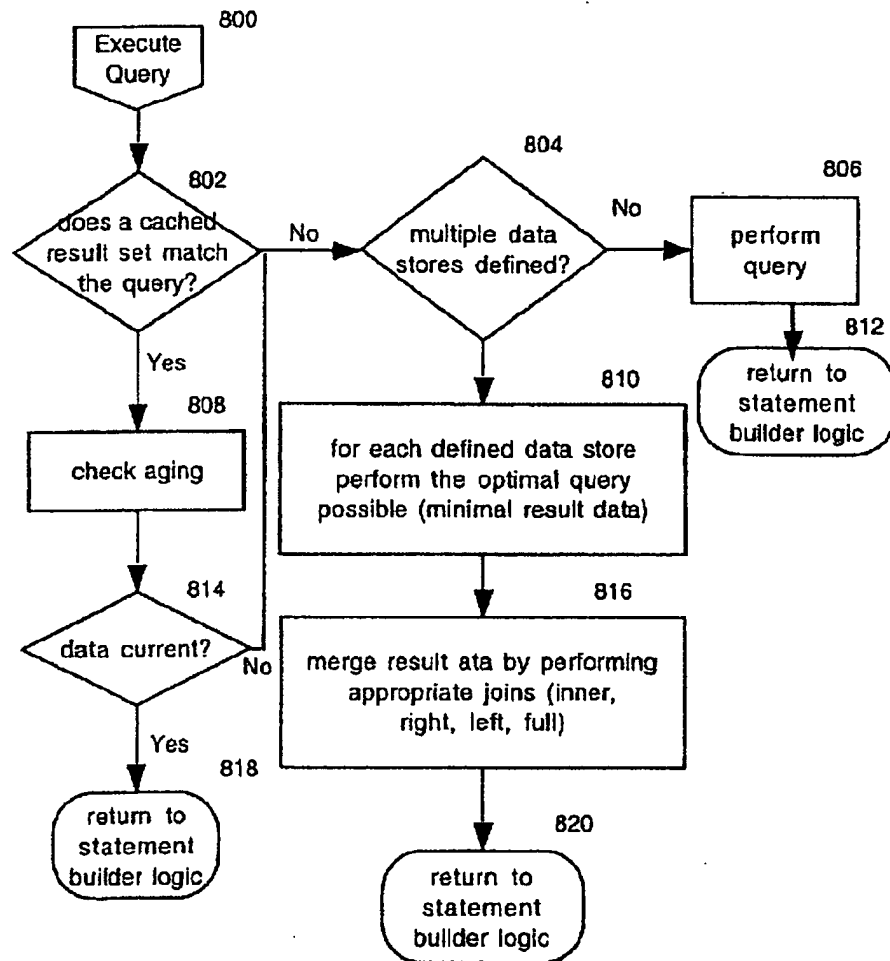 800
Execute
Query
802
does a cached
result set match
the query?
No
804
multiple data
stores defined?
No
806
perform
query
812
return to
statement
builder logic
Yes
808
check aging
810
for each defined data store
perform the optimal query
possible (minimal result data)
814
data current?
No
816
merge result ata by performing
appropriate joins (inner,
right, left, full)
Yes
818
return to
statement
builder logic
820
return to
statement
builder logic